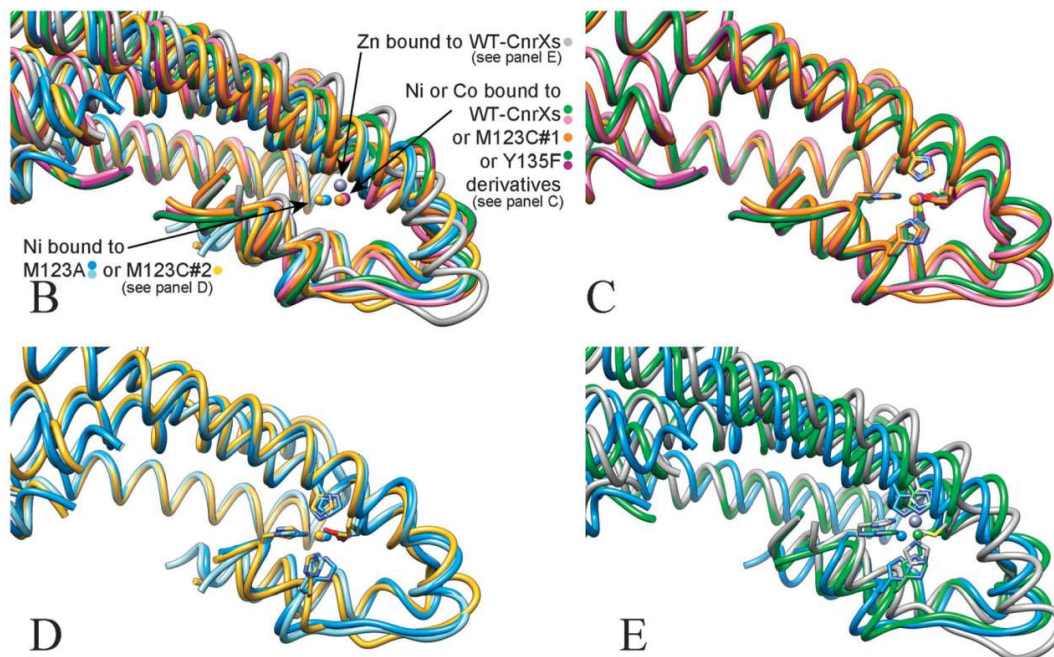 Zn bound to WT-CnrXs
(see panel E)
Ni or Co bound to
WT-CnrXs
or M123C#1
or Y135F
derivatives
(see panel C)
Ni bound to
M123A or M123C#2
(see panel D)
B
C
D
E